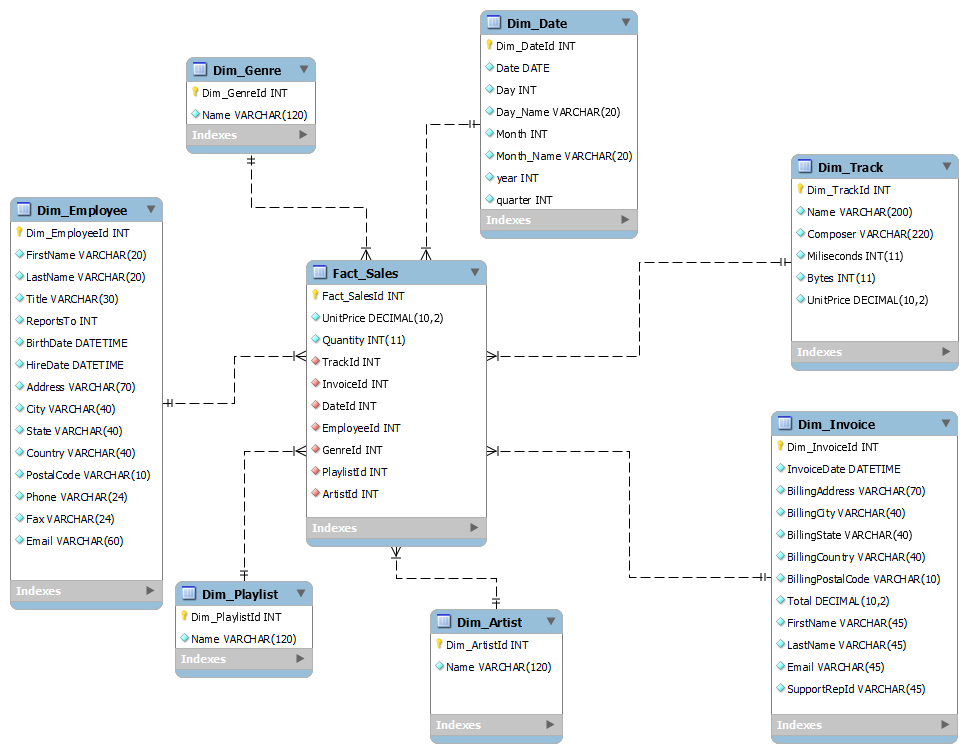 Dim_Date
Dim_DateId INT
Date DATE
Day INT
Day_Name VARCHAR(20)
Month INT
Month_Name VARCHAR(20)
year INT
quarter INT
Indexes
Dim_Genre
Dim_GenreId INT
Name VARCHAR(120)
Indexes
Dim_Track
Dim_TrackId INT
Name VARCHAR(200)
Composer VARCHAR(220)
Miliseconds INT(11)
Bytes INT(11)
UnitPrice DECIMAL(10,2)
Indexes
Dim_Employee
Dim_EmployeeId INT
FirstName VARCHAR(20)
LastName VARCHAR(20)
Title VARCHAR(30)
ReportsTo INT
BirthDate DATETIME
HireDate DATETIME
Address VARCHAR(70)
City VARCHAR(40)
State VARCHAR(40)
Country VARCHAR(40)
PostalCode VARCHAR(10)
Phone VARCHAR(24)
Fax VARCHAR(24)
Email VARCHAR(60)
Indexes
Fact_Sales
Fact_SalesId INT
UnitPrice DECIMAL(10,2)
Quantity INT(11)
TrackId INT
InvoiceId INT
DateId INT
EmployeeId INT
GenreId INT
PlaylistId INT
ArtistId INT
Indexes
Dim_Invoice
Dim_InvoiceId INT
InvoiceDate DATETIME
BillingAddress VARCHAR(70)
BillingCity VARCHAR(40)
BillingState VARCHAR(40)
BillingCountry VARCHAR(40)
BillingPostalCode VARCHAR(10)
Total DECIMAL(10,2)
FirstName VARCHAR(45)
LastName VARCHAR(45)
Email VARCHAR(45)
SupportRepId VARCHAR(45)
Indexes
Dim_Playlist
Dim_PlaylistId INT
Name VARCHAR(120)
Indexes
Dim_Artist
Dim_ArtistId INT
Name VARCHAR(120)
Indexes